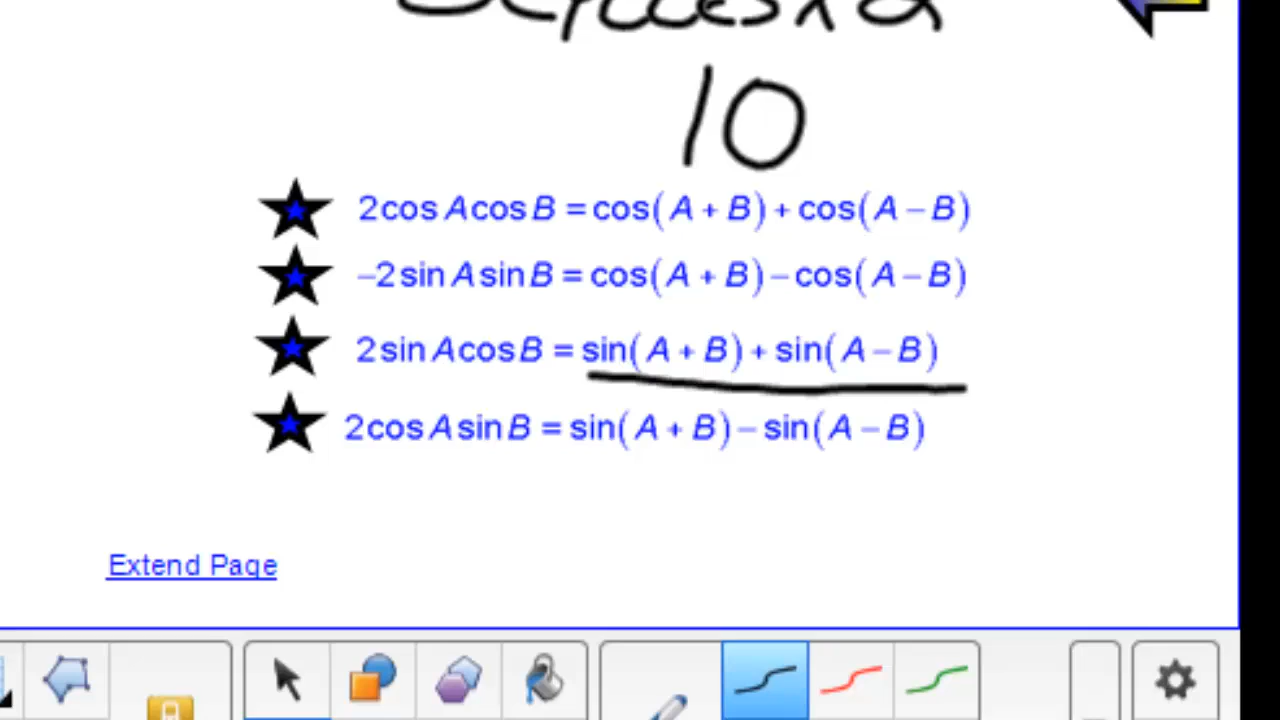 10
2cos A cos B = cos(A + B) + cos(A − B)
−2sin A sin B = cos(A + B) − cos(A − B)
2sin A cos B = sin(A + B) + sin(A − B)
2cos A sin B = sin(A + B) − sin(A − B)
Extend Page